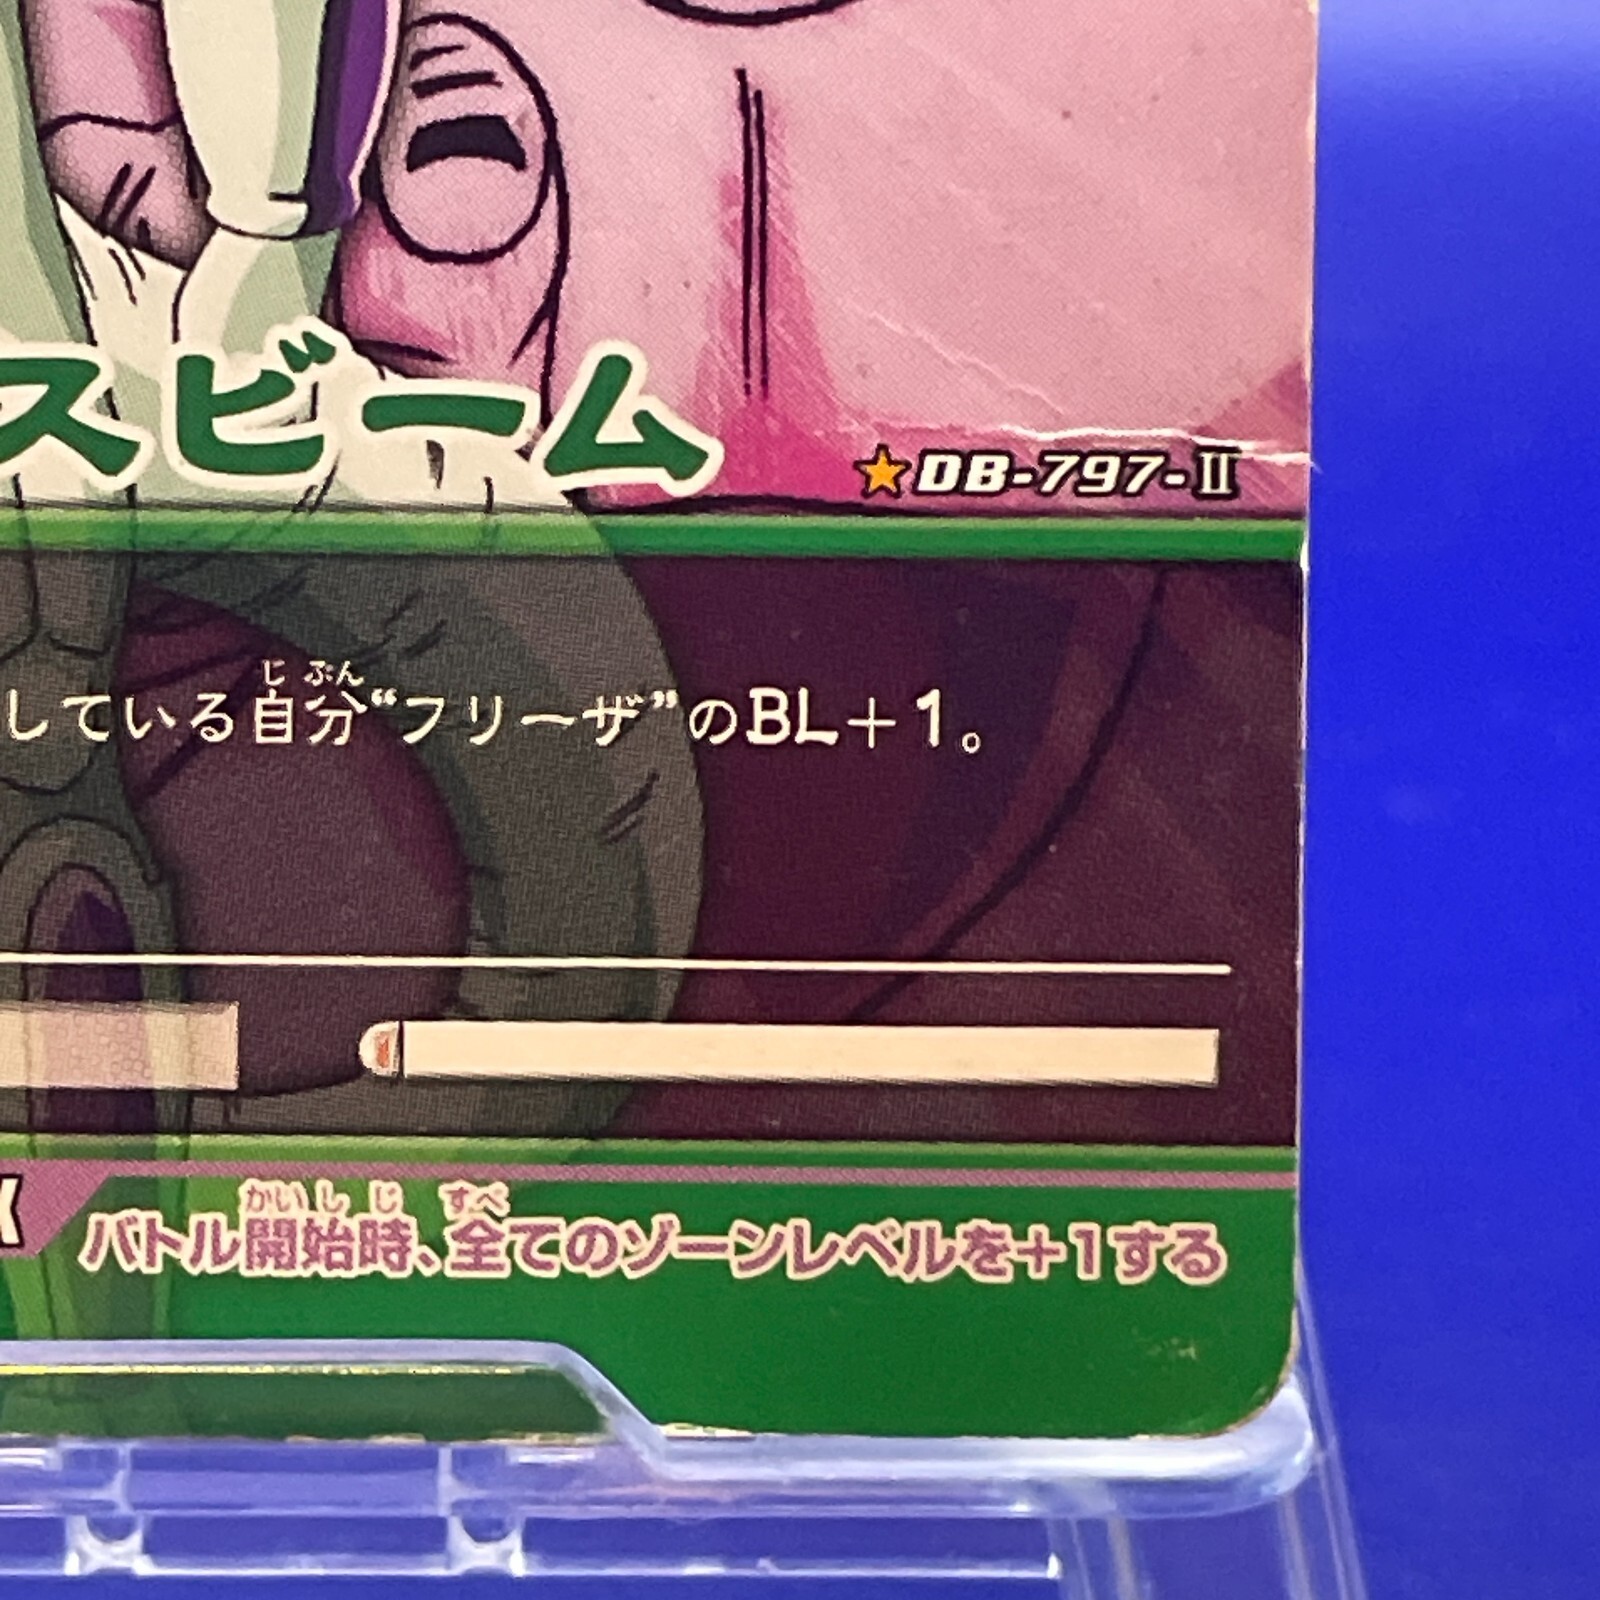 スビーム
★DB-797-II
じ ぶん
している自分“フリーザ”のBL+1。
かい し じ すべ
バトル開始時、全てのゾーンレベルを+1する